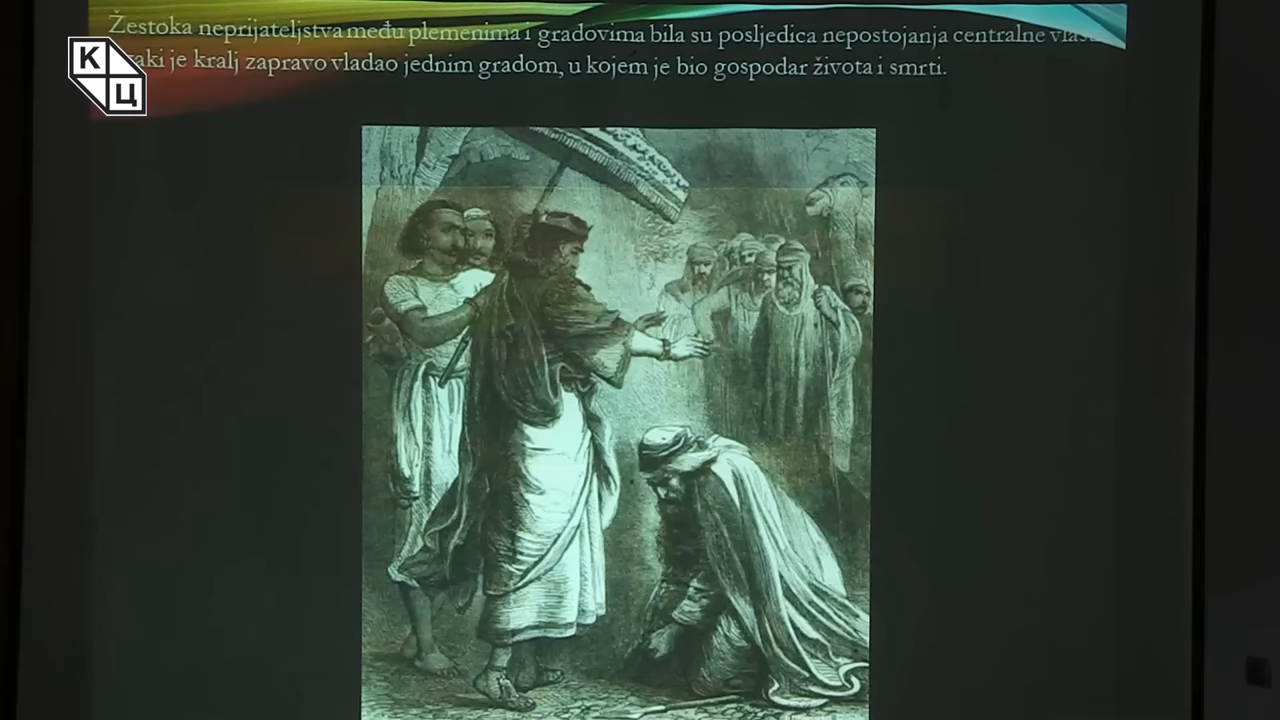 Žestoka neprijateljstva među plemenima i gradovima bila su posljedica nepostojanja centralne
je kralj zapravo vladao jednim gradom, u kojem je bio gospodar života i smrti.
К
Ц